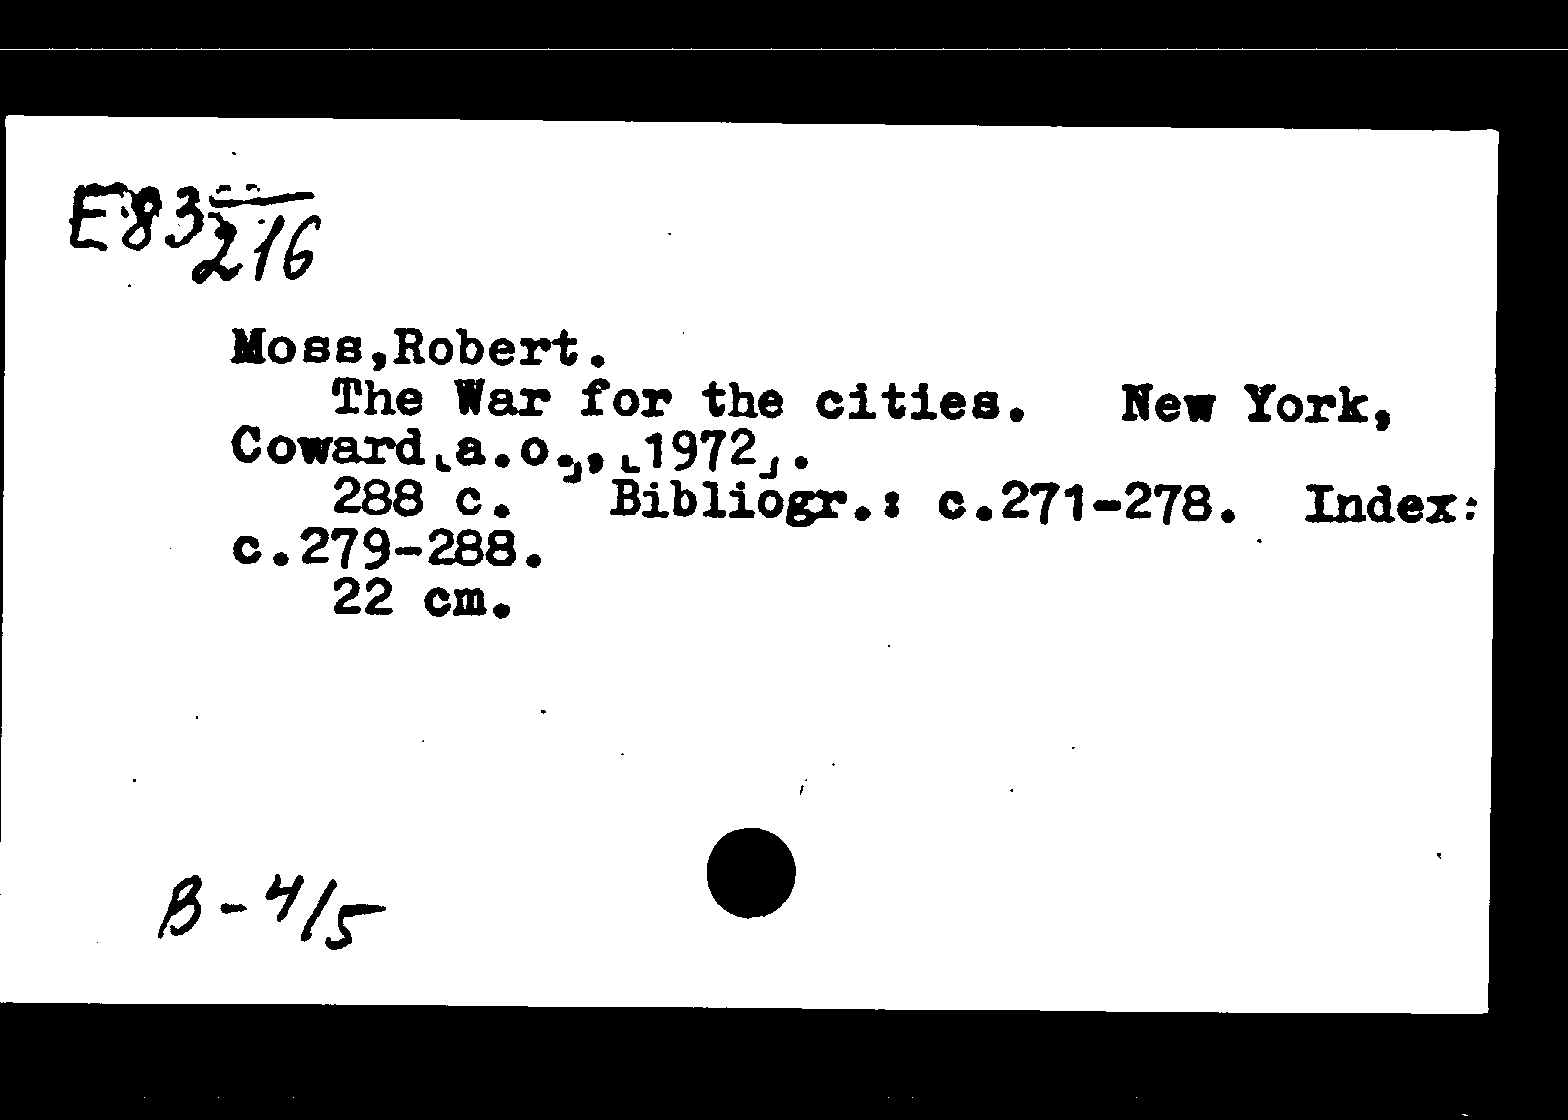 E83
216
Moss,Robert.
The War for the cities. New York,
Coward[a.o.],[1972].
288 c. Bibliogr.: c.271-278. Index:
c.279-288.
22 cm.
B-4/5